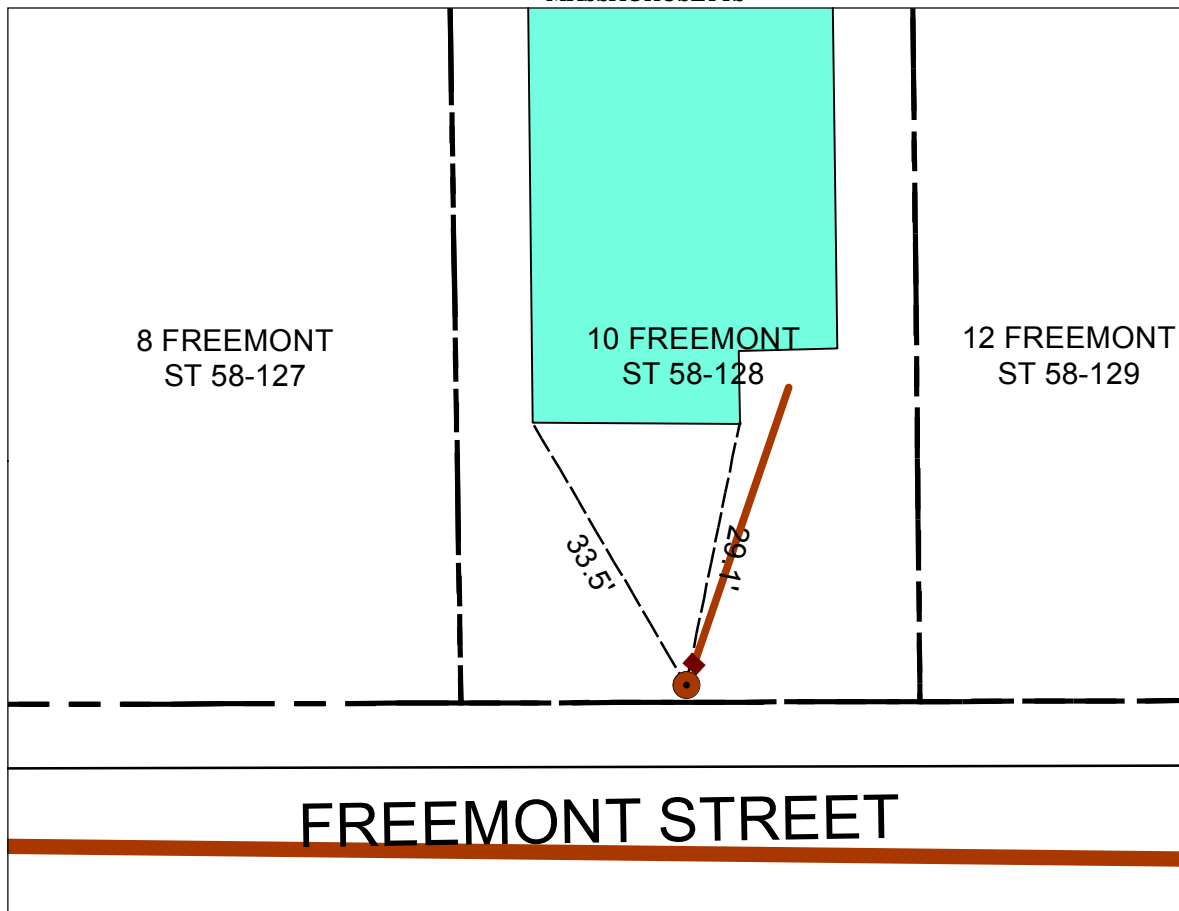 8 FREEMONT
ST 58-127
10 FREEMONT
ST 58-128
12 FREEMONT
ST 58-129
33.5'
29.1'
FREEMONT STREET